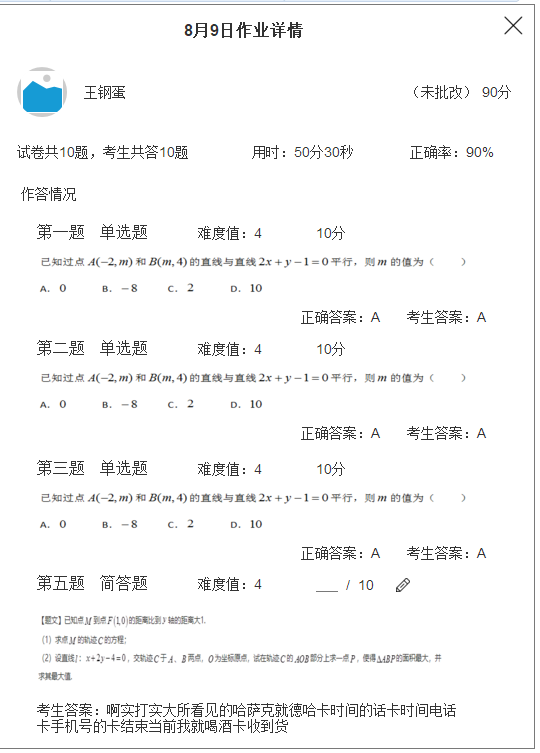 8月9日作业详情
王钢蛋 （未批改） 90分
试卷共10题，考生共答10题 用时：50分30秒 正确率：90%
作答情况
第一题 单选题 难度值：4 10分
已知过点 A(−2, m) 和 B(m, 4) 的直线与直线 2x + y − 1 = 0 平行，则 m 的值为（ ）
A. 0 B. −8 C. 2 D. 10
正确答案：A 考生答案：A
第二题 单选题 难度值：4 10分
已知过点 A(−2, m) 和 B(m, 4) 的直线与直线 2x + y − 1 = 0 平行，则 m 的值为（ ）
A. 0 B. −8 C. 2 D. 10
正确答案：A 考生答案：A
第三题 单选题 难度值：4 10分
已知过点 A(−2, m) 和 B(m, 4) 的直线与直线 2x + y − 1 = 0 平行，则 m 的值为（ ）
A. 0 B. −8 C. 2 D. 10
正确答案：A 考生答案：A
第五题 简答题 难度值：4 ___ / 10
【题文】已知点 M 到点 F(1,0) 的距离比到 y 轴的距离大1.
（1）求点 M 的轨迹 C 的方程；
（2）设直线 l：x+2y−4=0，交轨迹 C 于 A、B 两点，O 为坐标原点，试在轨迹 C 的 AOB 部分上求一点 P，使得 △ABP 的面积最大，并
求其最大值.
考生答案：啊实打实大所看见的哈萨克就德哈卡时间的话卡时间电话
卡手机号的卡结束当前我就喝酒卡收到货